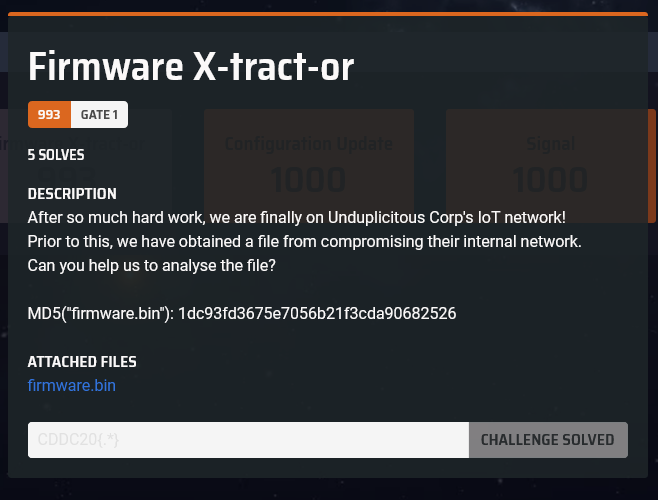 Firmware X-tract-or
993 GATE 1
Configuration Update
Signal
5 SOLVES
993
1000
1000
DESCRIPTION
After so much hard work, we are finally on Unduplicitous Corp's IoT network!
Prior to this, we have obtained a file from compromising their internal network.
Can you help us to analyse the file?
MD5("firmware.bin"): 1dc93fd3675e7056b21f3cda90682526
ATTACHED FILES
firmware.bin
CDDC20{.*}
CHALLENGE SOLVED